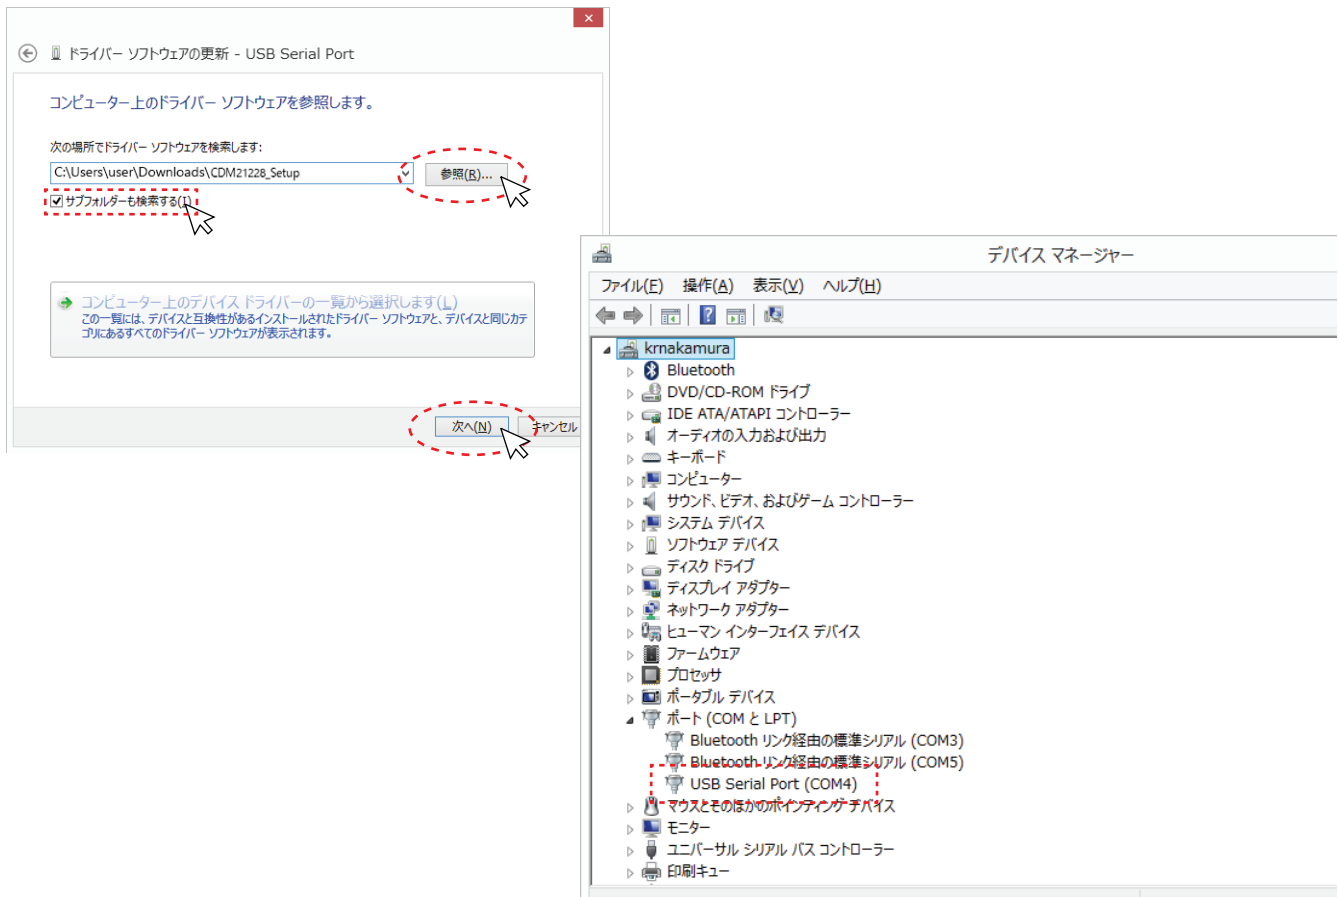 ドライバー ソフトウェアの更新 - USB Serial Port
コンピューター上のドライバー ソフトウェアを参照します。
次の場所でドライバー ソフトウェアを検索します:
C:\Users\user\Downloads\CDM21228_Setup
参照(R)...
サブフォルダーも検索する(I)
コンピューター上のデバイス ドライバーの一覧から選択します(L)
この一覧には、デバイスと互換性があるインストールされたドライバー ソフトウェアと、デバイスと同じカテ
ゴリにあるすべてのドライバー ソフトウェアが表示されます。
次へ(N)
キャンセル
デバイス マネージャー
ファイル(F) 操作(A) 表示(V) ヘルプ(H)
krnakamura
Bluetooth
DVD/CD-ROM ドライブ
IDE ATA/ATAPI コントローラー
オーディオの入力および出力
キーボード
コンピューター
サウンド、ビデオ、およびゲーム コントローラー
システム デバイス
ソフトウェア デバイス
ディスク ドライブ
ディスプレイ アダプター
ネットワーク アダプター
ヒューマン インターフェイス デバイス
ファームウェア
プロセッサ
ポータブル デバイス
ポート (COM と LPT)
Bluetooth リンク経由の標準シリアル (COM3)
Bluetooth リンク経由の標準シリアル (COM5)
USB Serial Port (COM4)
マウスとそのほかのポインティング デバイス
モニター
ユニバーサル シリアル バス コントローラー
印刷キュー